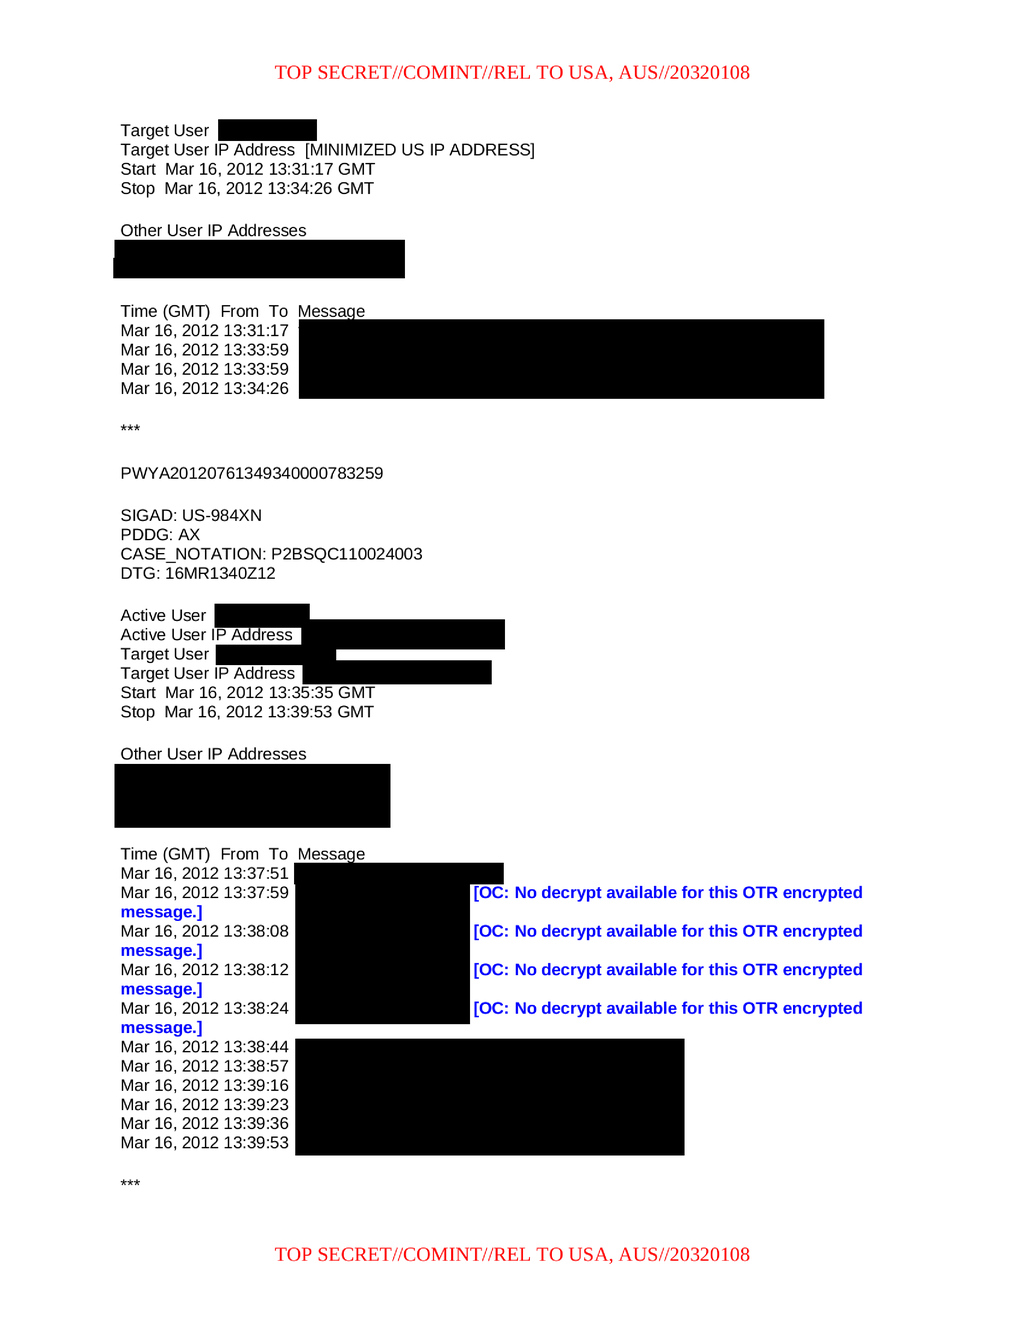 TOP SECRET//COMINT//REL TO USA, AUS//20320108
Target User
Target User IP Address  [MINIMIZED US IP ADDRESS]
Start  Mar 16, 2012 13:31:17 GMT
Stop  Mar 16, 2012 13:34:26 GMT
Other User IP Addresses
Time (GMT)  From  To  Message
Mar 16, 2012 13:31:17
Mar 16, 2012 13:33:59
Mar 16, 2012 13:33:59
Mar 16, 2012 13:34:26
***
PWYA20120761349340000783259
SIGAD: US-984XN
PDDG: AX
CASE_NOTATION: P2BSQC110024003
DTG: 16MR1340Z12
Active User
Active User IP Address
Target User
Target User IP Address
Start  Mar 16, 2012 13:35:35 GMT
Stop  Mar 16, 2012 13:39:53 GMT
Other User IP Addresses
Time (GMT)  From  To  Message
Mar 16, 2012 13:37:51
Mar 16, 2012 13:37:59 [OC: No decrypt available for this OTR encrypted
message.]
Mar 16, 2012 13:38:08 [OC: No decrypt available for this OTR encrypted
message.]
Mar 16, 2012 13:38:12 [OC: No decrypt available for this OTR encrypted
message.]
Mar 16, 2012 13:38:24 [OC: No decrypt available for this OTR encrypted
message.]
Mar 16, 2012 13:38:44
Mar 16, 2012 13:38:57
Mar 16, 2012 13:39:16
Mar 16, 2012 13:39:23
Mar 16, 2012 13:39:36
Mar 16, 2012 13:39:53
***
TOP SECRET//COMINT//REL TO USA, AUS//20320108